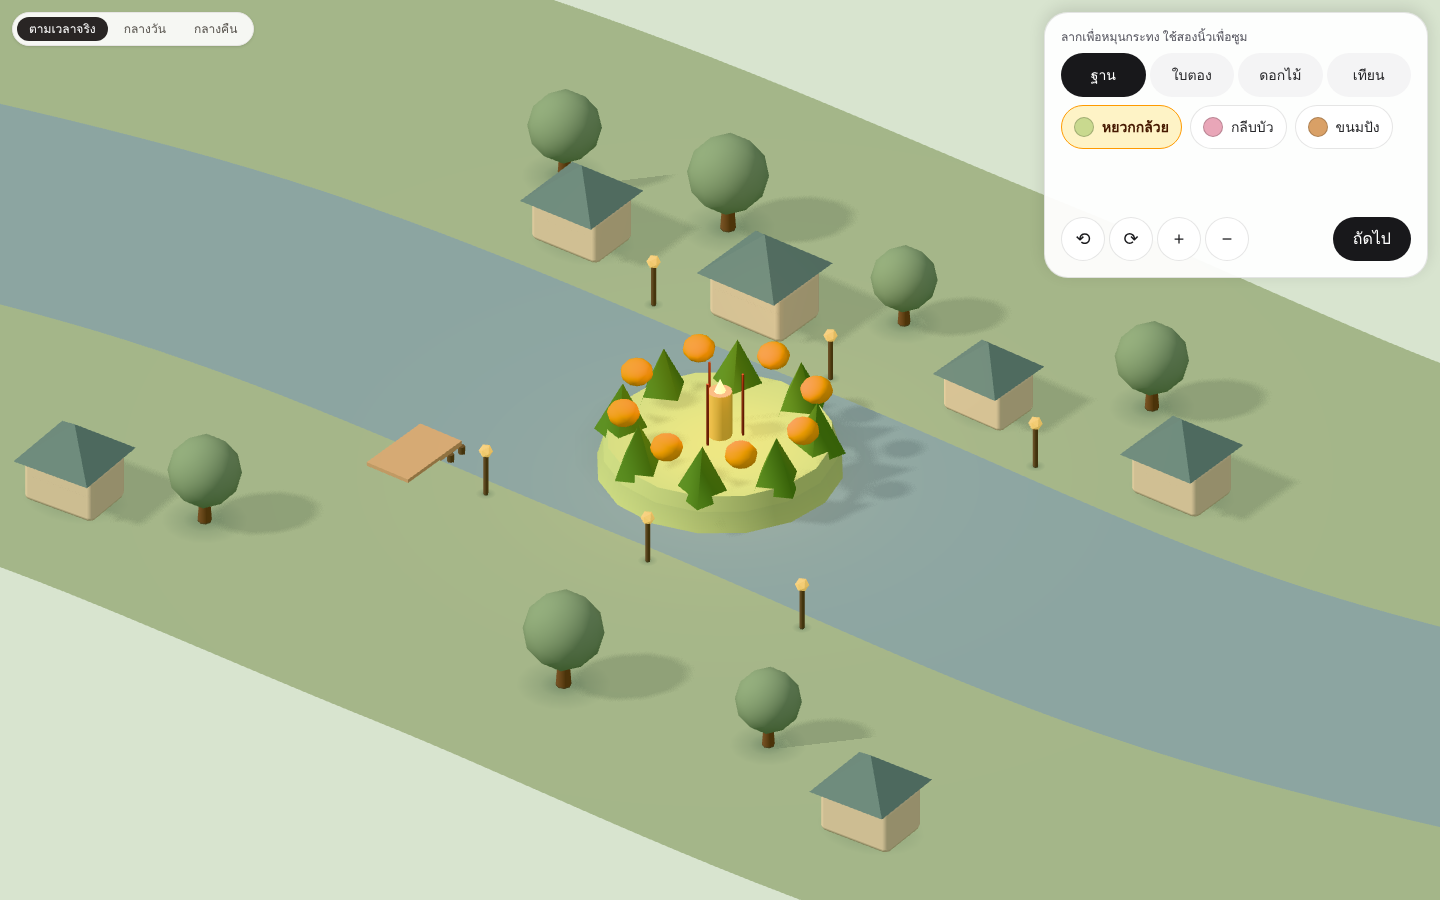 ตามเวลาจริง กลางวัน กลางคืน
ลากเพื่อหมุนกระทง ใช้สองนิ้วเพื่อซูม
ฐาน ใบตอง ดอกไม้ เทียน
หยวกกล้วย กลีบบัว ขนมปัง
⟲ ⟳ + − ถัดไป